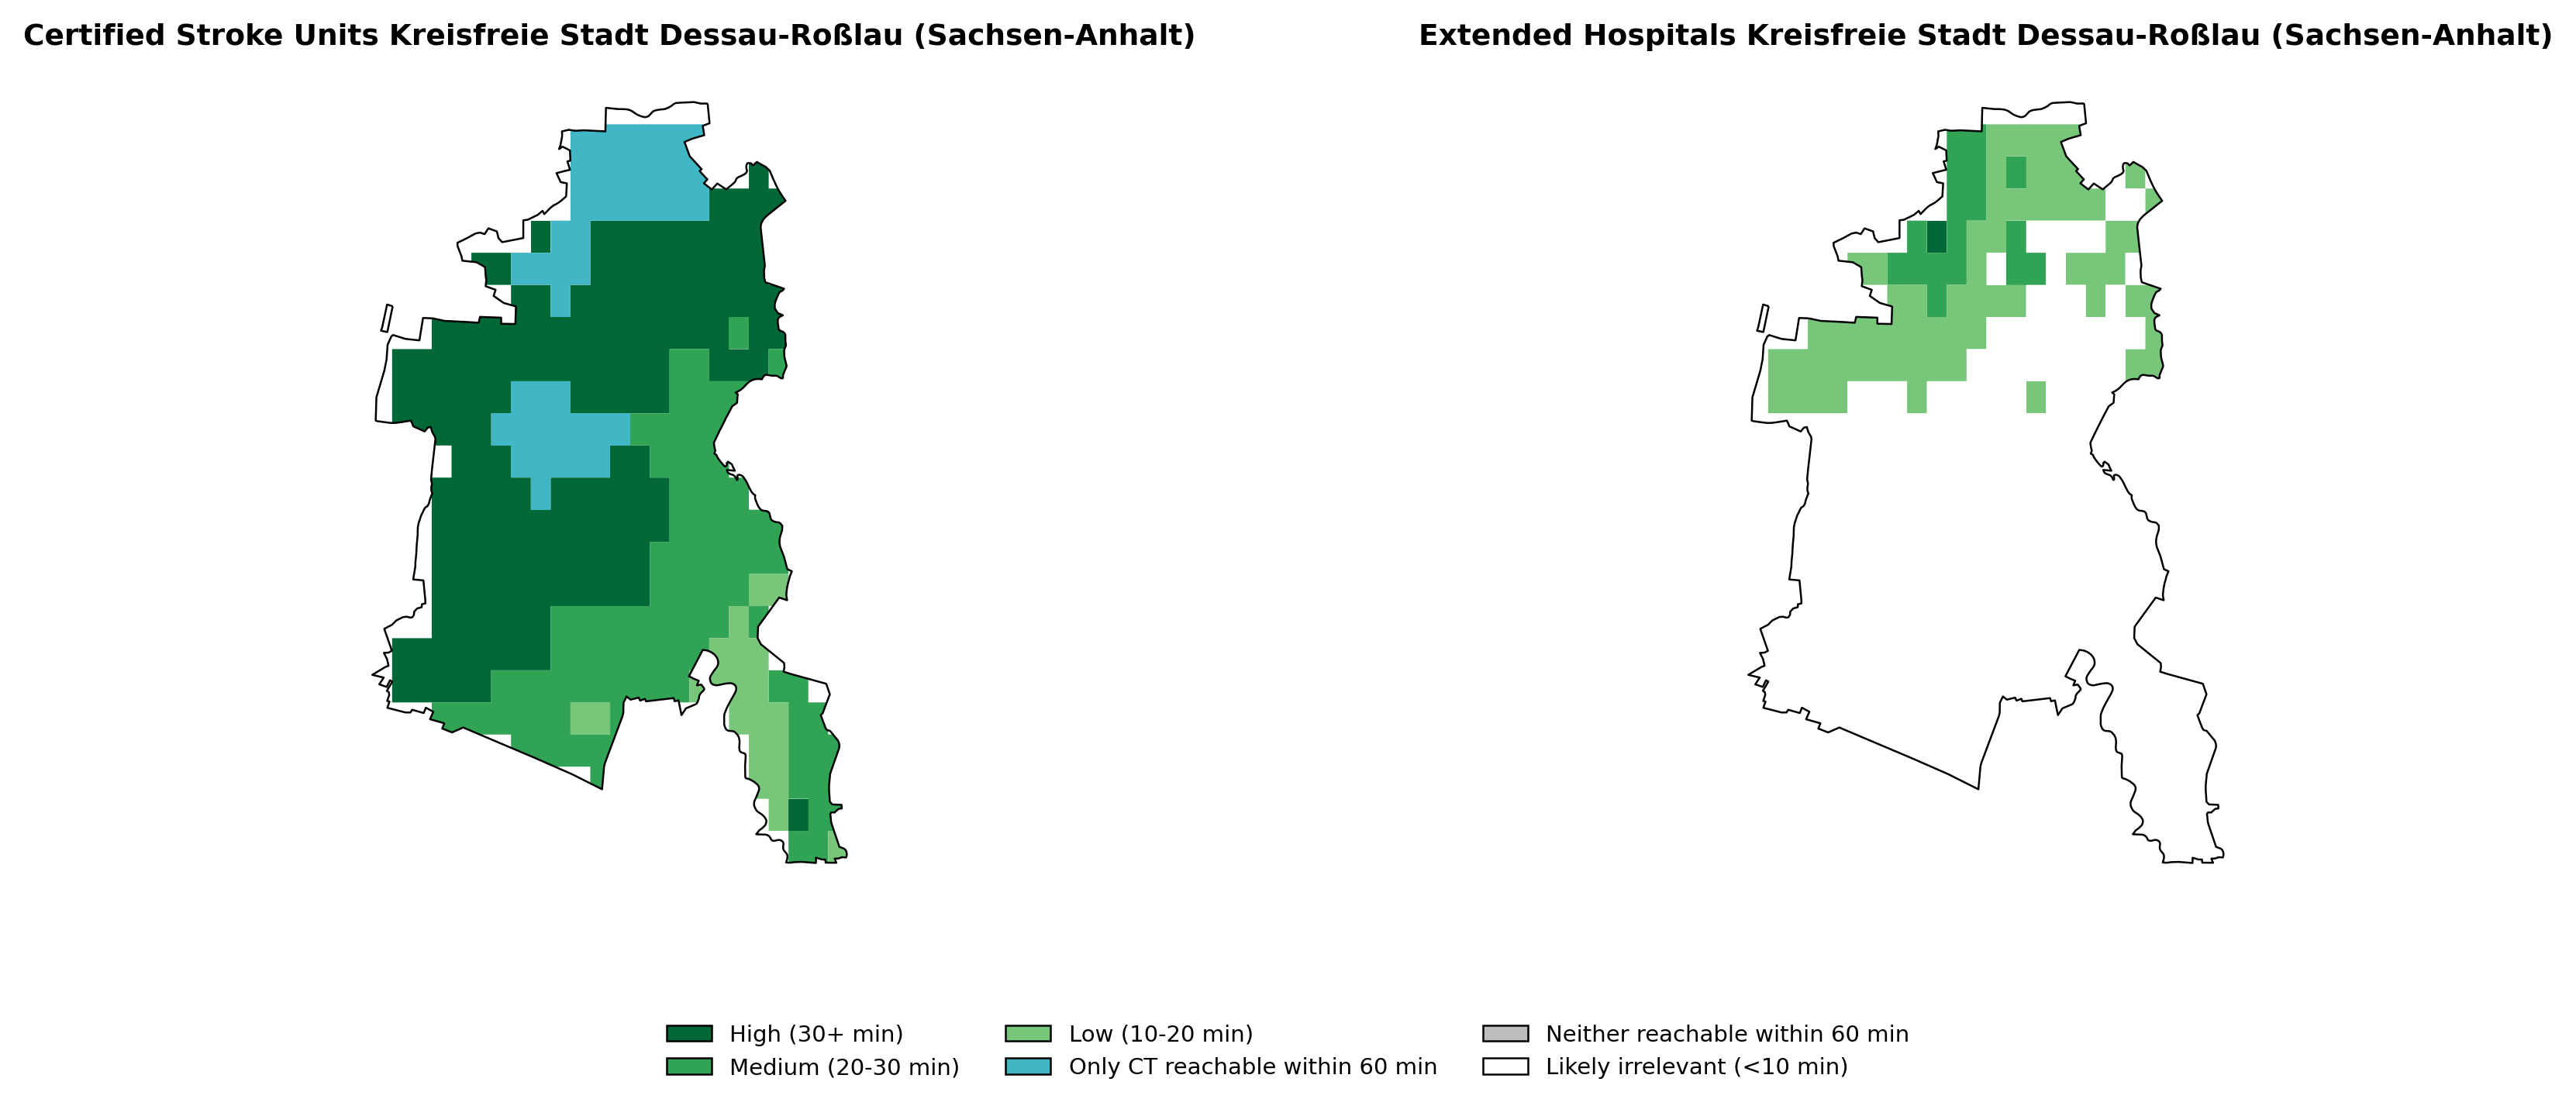 Certified Stroke Units Kreisfreie Stadt Dessau-Roßlau (Sachsen-Anhalt)
Extended Hospitals Kreisfreie Stadt Dessau-Roßlau (Sachsen-Anhalt)
High (30+ min)
Medium (20-30 min)
Low (10-20 min)
Only CT reachable within 60 min
Neither reachable within 60 min
Likely irrelevant (<10 min)